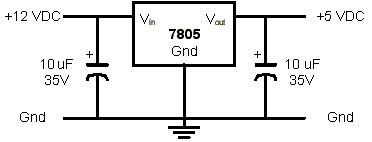 +12 VDC
Vin
Vout
+5 VDC
7805
Gnd
+
10 uF
35V
+
10 uF
35V
Gnd
Gnd